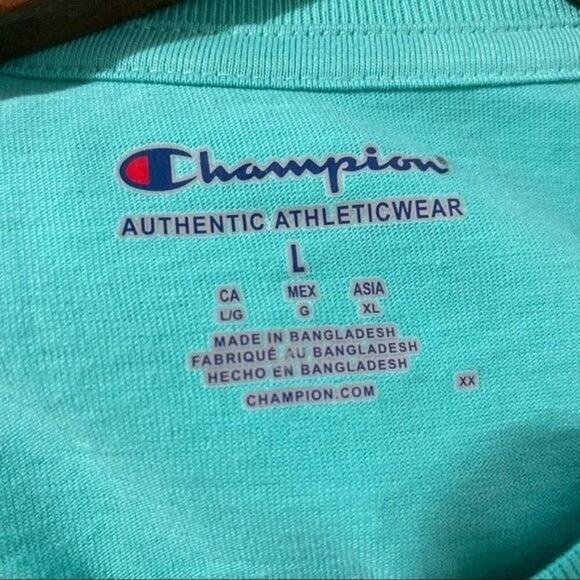 Champion
AUTHENTIC ATHLETICWEAR
L
CA MEX ASIA
L/G G XL
MADE IN BANGLADESH
FABRIQUÉ AU BANGLADESH
HECHO EN BANGLADESH
CHAMPION.COM
XX